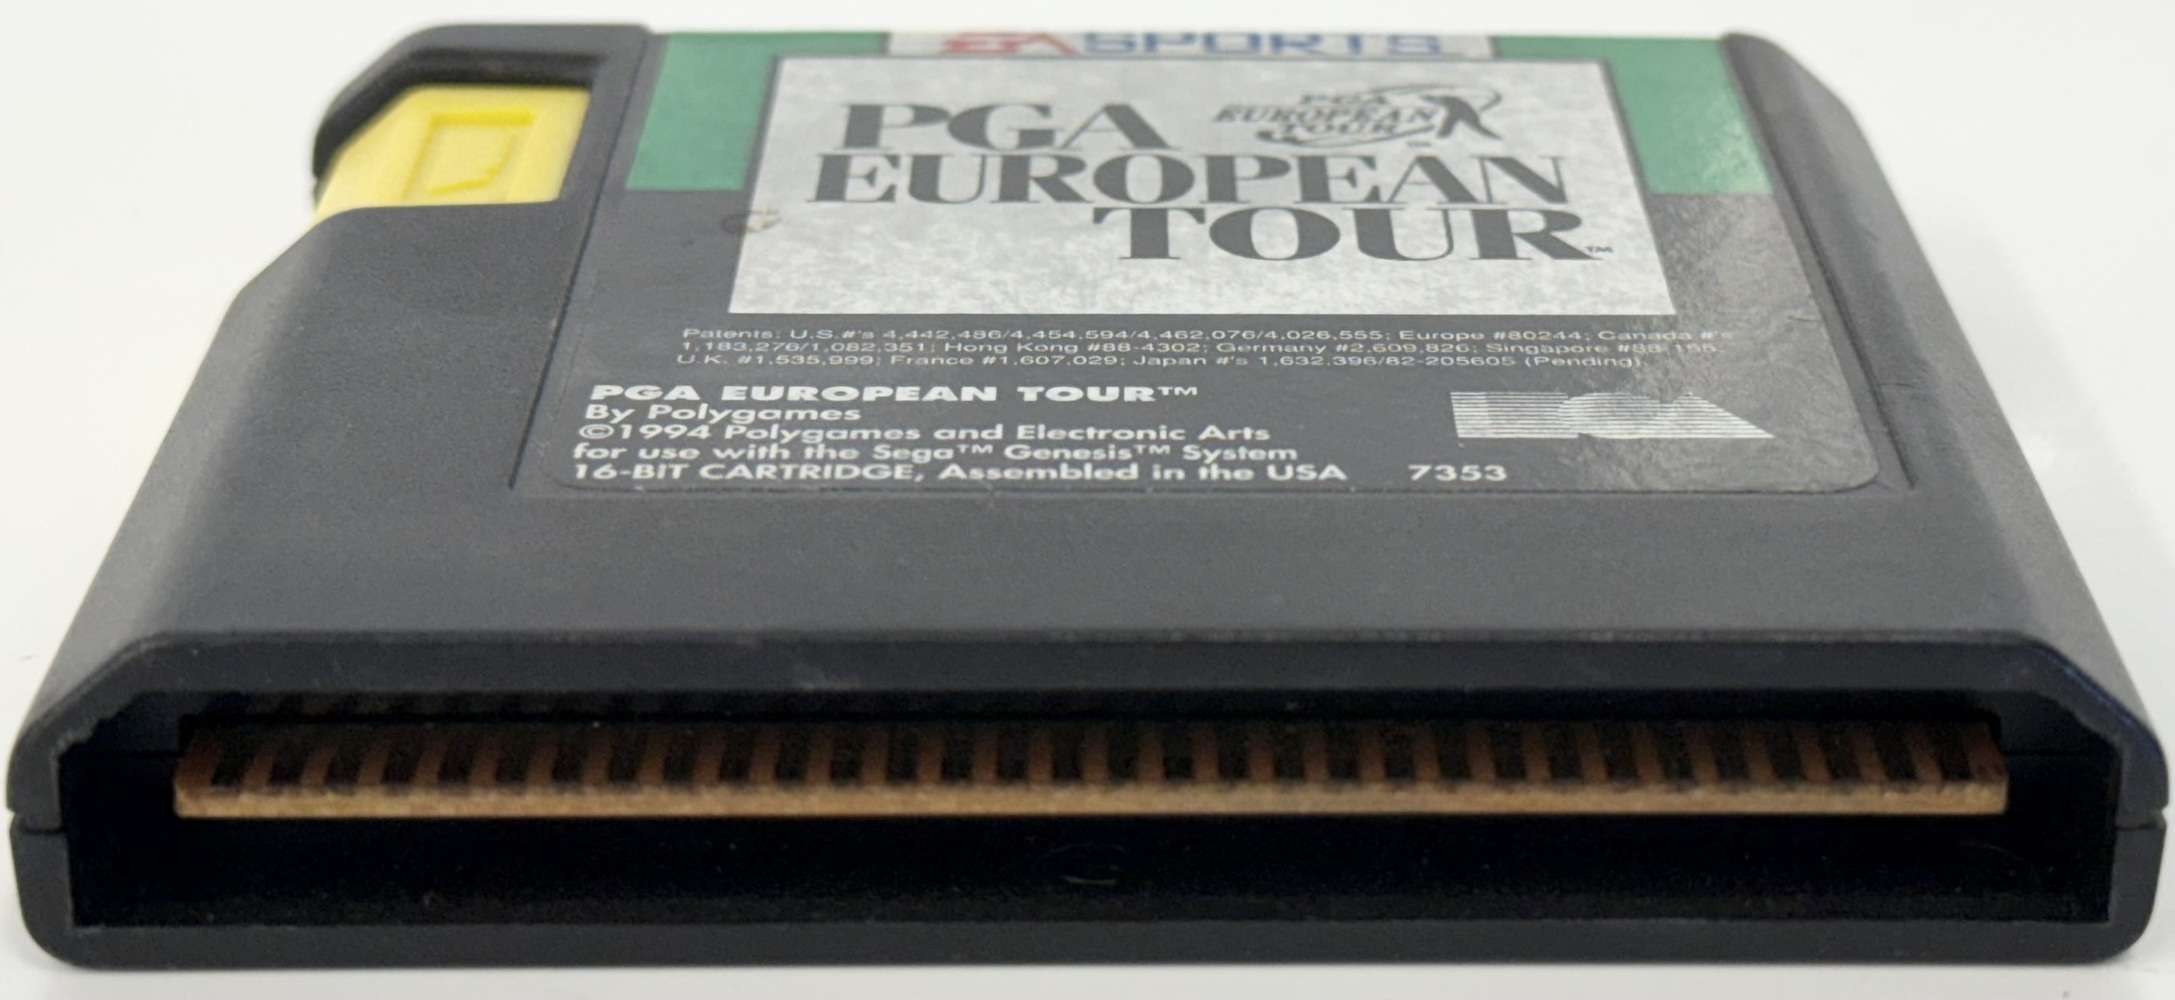 EA SPORTS
PGA
EUROPEAN
TOUR™
PGA
EUROPEAN
TOUR
Patents: U.S.#'s 4,442,486/4,454,594/4,462,076/4,026,555; Europe #80244; Canada #'s
1,183,276/1,082,351; Hong Kong #88-4302; Germany #2,609,826; Singapore #88-155
U.K. #1,535,999; France #1,607,029; Japan #'s 1,632,396/82-205605 (Pending)
PGA EUROPEAN TOUR™
By Polygames
©1994 Polygames and Electronic Arts
for use with the Sega™ Genesis™ System
16-BIT CARTRIDGE, Assembled in the USA 7353